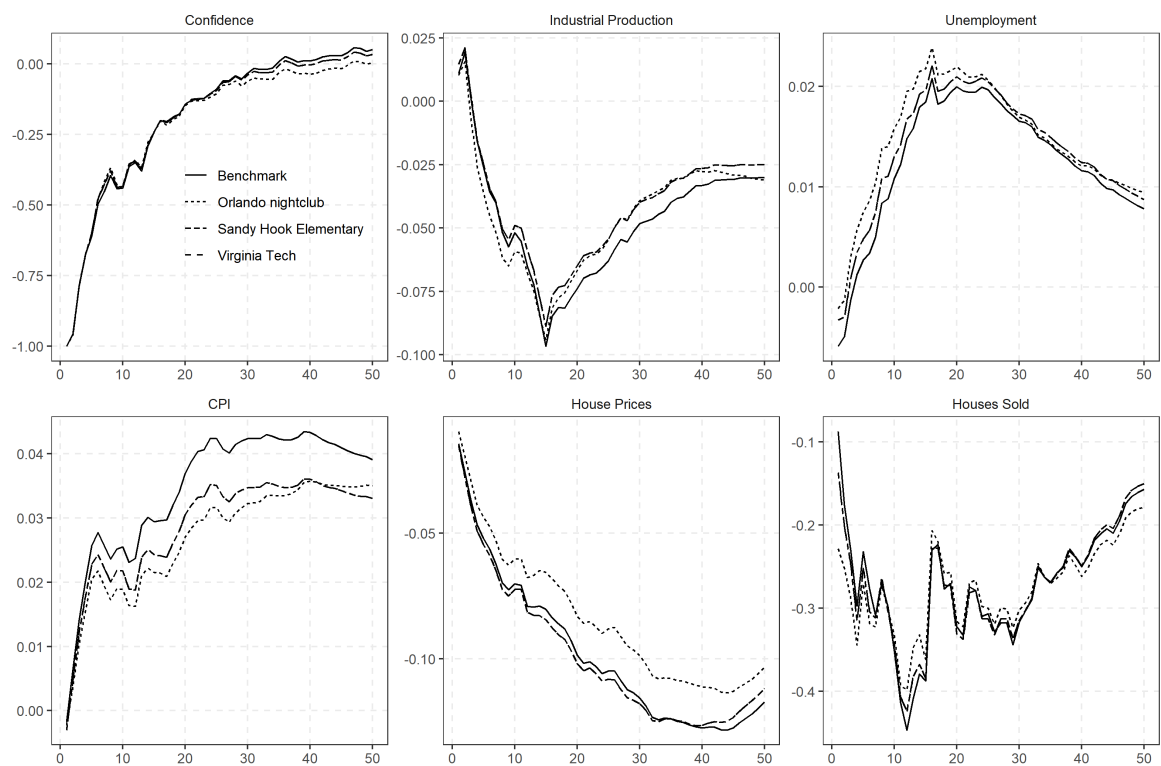 Confidence
Industrial Production
Unemployment
0.00
-0.25
-0.50
-0.75
-1.00
Benchmark
Orlando nightclub
Sandy Hook Elementary
Virginia Tech
0 10 20 30 40 50
0.025
0.000
-0.025
-0.050
-0.075
-0.100
0 10 20 30 40 50
0.02
0.01
0.00
0 10 20 30 40 50
CPI
House Prices
Houses Sold
0.04
0.03
0.02
0.01
0.00
0 10 20 30 40 50
-0.05
-0.10
0 10 20 30 40 50
-0.1
-0.2
-0.3
-0.4
0 10 20 30 40 50